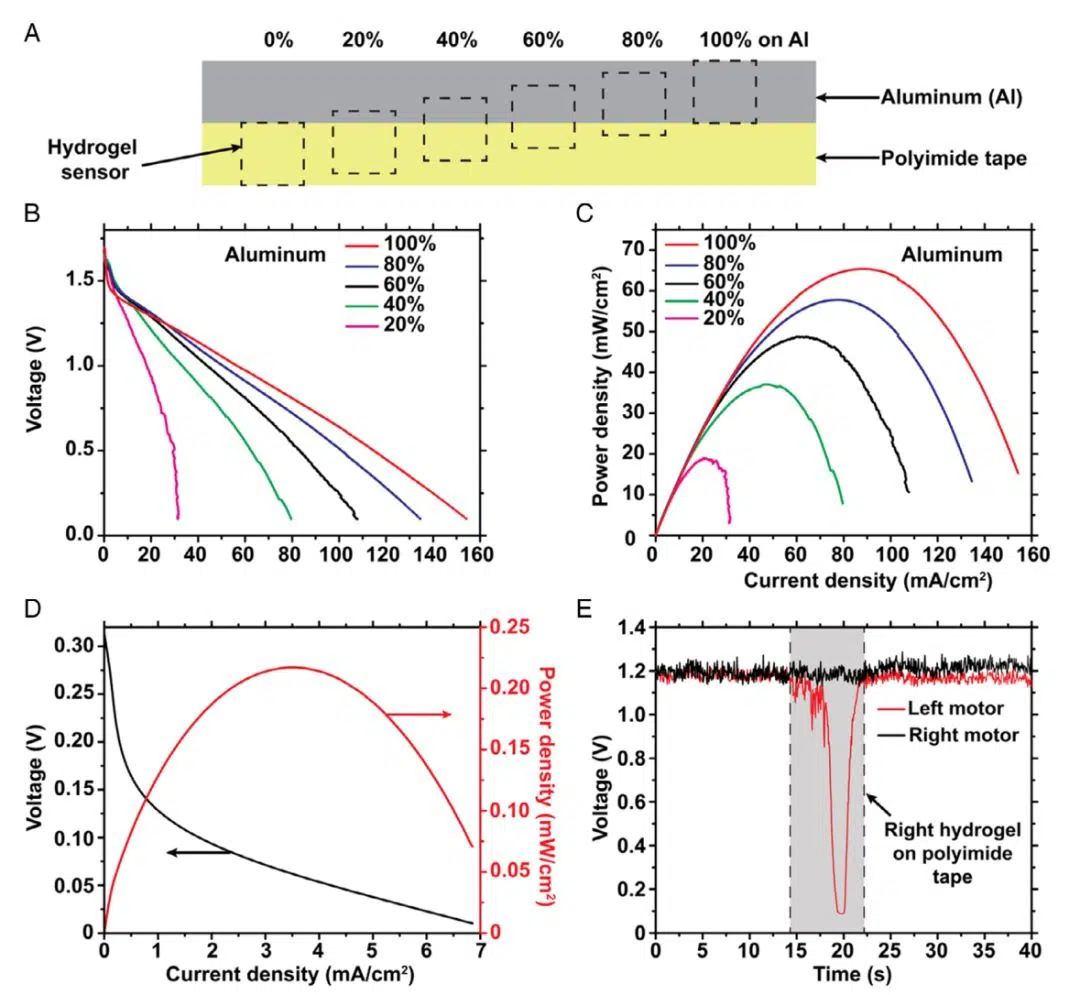 A
0% 20% 40% 60% 80% 100% on Al
Aluminum (Al)
Hydrogel
sensor
Polyimide tape
B
Aluminum
100%
80%
60%
40%
20%
Voltage (V)
1.5
1.0
0.5
0.0
0 20 40 60 80 100 120 140 160
C
100%
80%
60%
40%
20%
Aluminum
Power density (mW/cm²)
70
60
50
40
30
20
10
0
0 20 40 60 80 100 120 140 160
Current density (mA/cm²)
D
Voltage (V)
0.30
0.25
0.20
0.15
0.10
0.05
0
0.25
0.20
0.15
0.10
0.05
0
Power density (mW/cm²)
0 1 2 3 4 5 6 7
Current density (mA/cm²)
E
Voltage (V)
1.4
1.2
1.0
0.8
0.6
0.4
0.2
0
Left motor
Right motor
Right hydrogel
on polyimide
tape
0 5 10 15 20 25 30 35 40
Time (s)